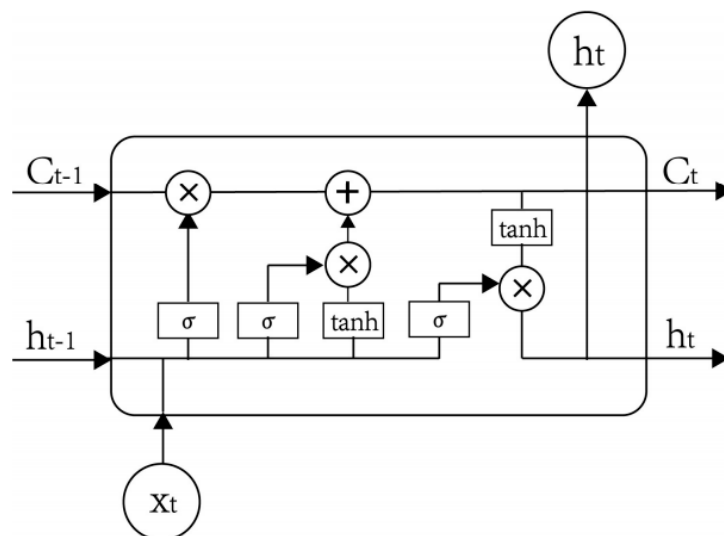 ht
Ct-1
×
+
Ct
tanh
×
×
σ
σ
tanh
σ
ht-1
ht
xt